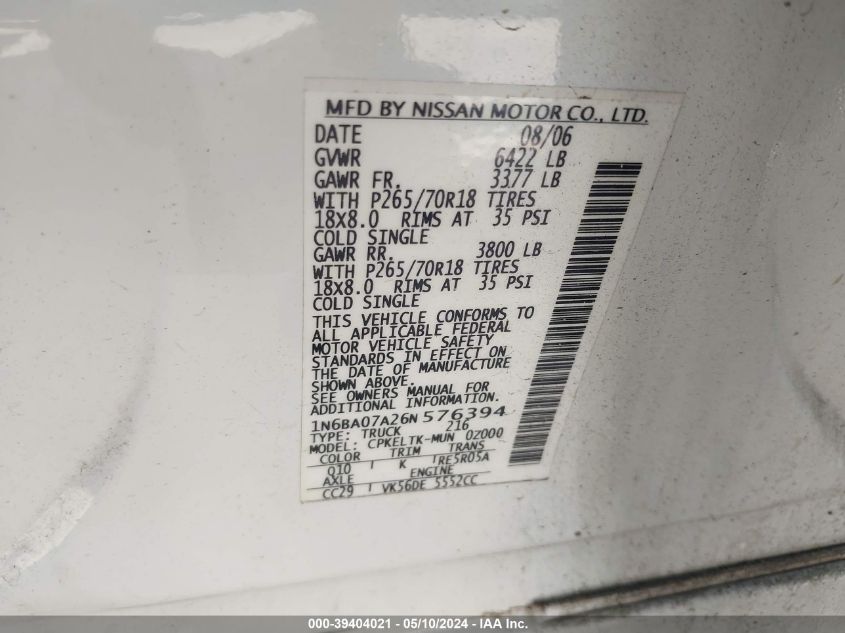 MFD BY NISSAN MOTOR CO., LTD.
DATE 08/06
GVWR 6422 LB
GAWR FR. 3377 LB
WITH P265/70R18 TIRES
18X8.0 RIMS AT 35 PSI
COLD SINGLE
GAWR RR. 3800 LB
WITH P265/70R18 TIRES
18X8.0 RIMS AT 35 PSI
COLD SINGLE
THIS VEHICLE CONFORMS TO
ALL APPLICABLE FEDERAL
MOTOR VEHICLE SAFETY
STANDARDS IN EFFECT ON
THE DATE OF MANUFACTURE
SHOWN ABOVE.
SEE OWNERS MANUAL FOR
ADDITIONAL INFORMATION.
1N6BA07A26N 576394
TYPE: TRUCK 216
MODEL: CPKELTK-MUN 0Z000
COLOR TRIM TRANS
Q10 K RE5R05A
AXLE ENGINE
CC29 VK56DE 5552CC
000-39404021 - 05/10/2024 - IAA Inc.